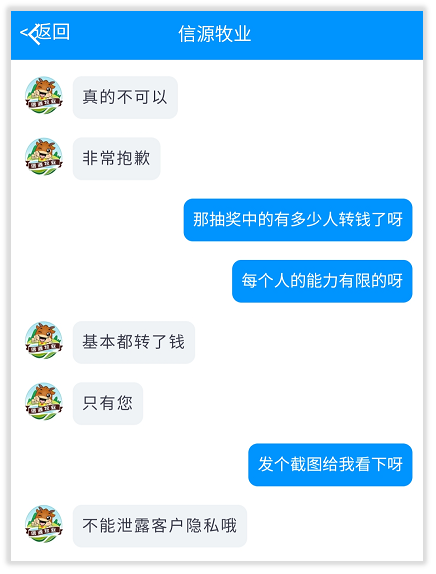 <返回
信源牧业
真的不可以
非常抱歉
那抽奖中的有多少人转钱了呀
每个人的能力有限的呀
基本都转了钱
只有您
发个截图给我看下呀
不能泄露客户隐私哦